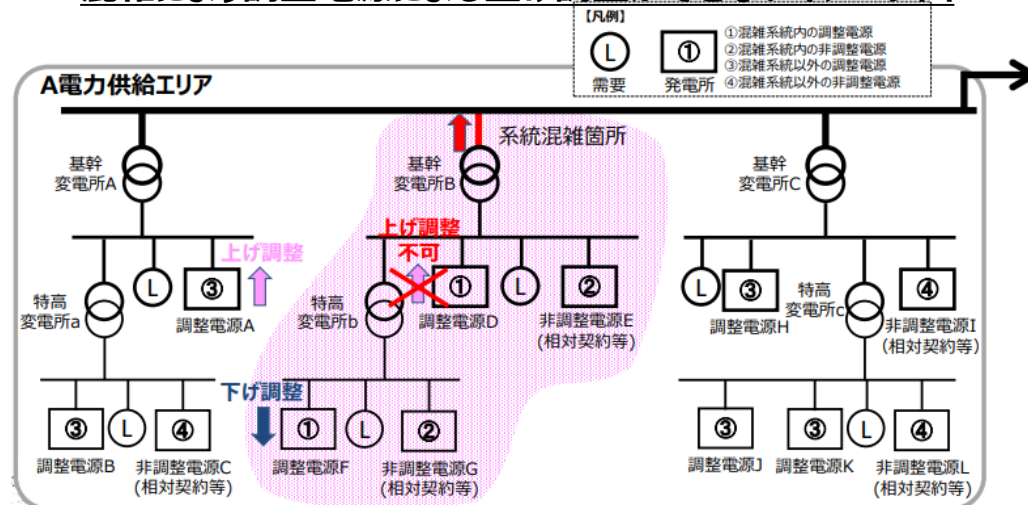 【凡例】
L
需要
①
発電所
①混雑系統内の調整電源
②混雑系統内の非調整電源
③混雑系統以外の調整電源
④混雑系統以外の非調整電源
A電力供給エリア
系統混雑箇所
基幹
変電所A
基幹
変電所B
基幹
変電所C
上げ調整
L
③
調整電源A
特高
変電所a
上げ調整
不可
特高
変電所b
①
調整電源D
L
②
非調整電源E
(相対契約等)
L
③
調整電源H
特高
変電所c
④
非調整電源I
(相対契約等)
③
調整電源B
L
④
非調整電源C
(相対契約等)
下げ調整
①
調整電源F
L
②
非調整電源G
(相対契約等)
③
調整電源J
③
調整電源K
L
④
非調整電源L
(相対契約等)